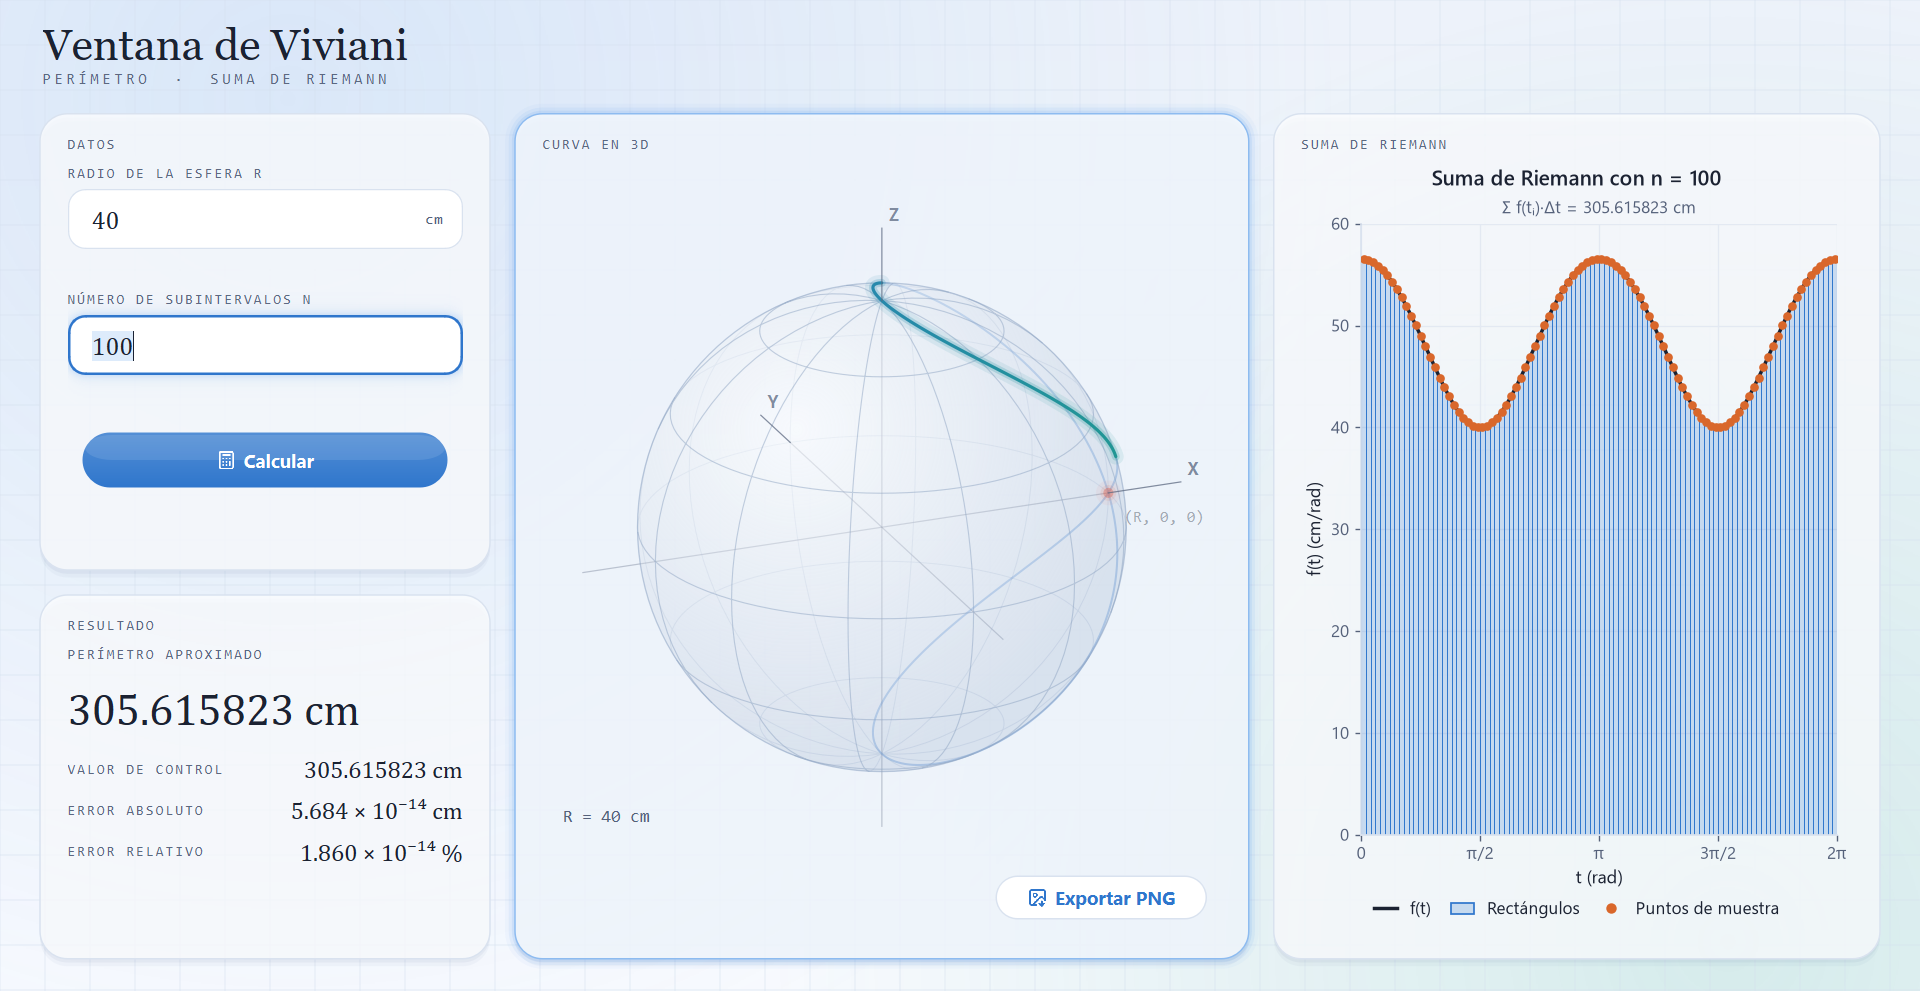 Ventana de Viviani
PERÍMETRO · SUMA DE RIEMANN
DATOS
RADIO DE LA ESFERA R
40 cm
NÚMERO DE SUBINTERVALOS N
100
Calcular
RESULTADO
PERÍMETRO APROXIMADO
305.615823 cm
VALOR DE CONTROL 305.615823 cm
ERROR ABSOLUTO 5.684 × 10⁻¹⁴ cm
ERROR RELATIVO 1.860 × 10⁻¹⁴ %
CURVA EN 3D
Z
Y
X
(R, 0, 0)
R = 40 cm
Exportar PNG
SUMA DE RIEMANN
Suma de Riemann con n = 100
Σ f(tᵢ)·Δt = 305.615823 cm
60
50
40
30
20
10
0
f(t) (cm/rad)
0 π/2 π 3π/2 2π
t (rad)
f(t) Rectángulos Puntos de muestra